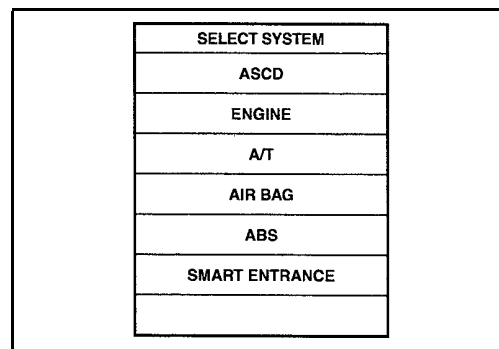 SELECT SYSTEM
ASCD
ENGINE
A/T
AIR BAG
ABS
SMART ENTRANCE